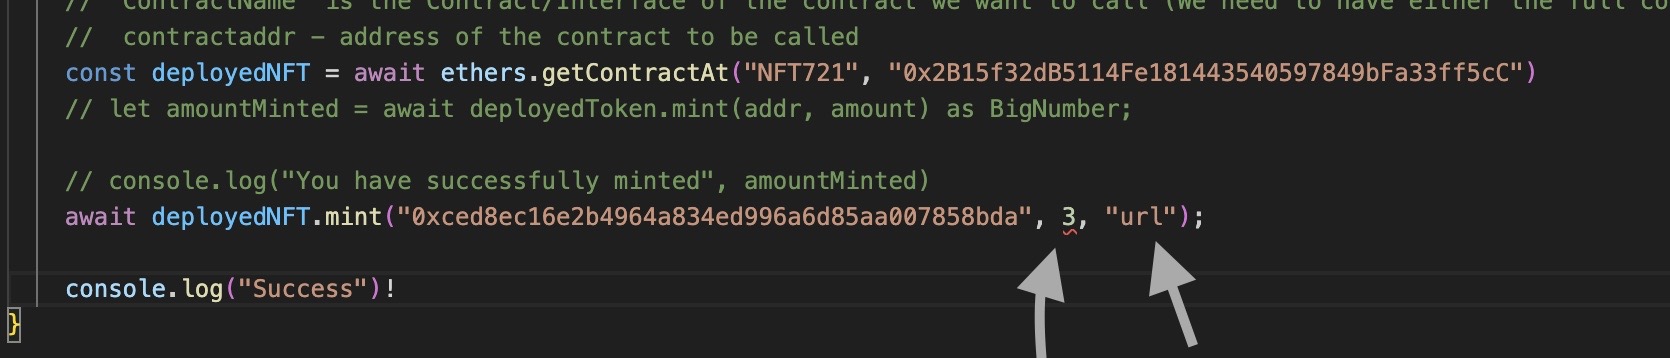 // "ContractName" is the Contract/Interface of the contract we want to call (We need to have either the full co
//  contractaddr - address of the contract to be called
const deployedNFT = await ethers.getContractAt("NFT721", "0x2B15f32dB5114Fe181443540597849bFa33ff5cC")
// let amountMinted = await deployedToken.mint(addr, amount) as BigNumber;
// console.log("You have successfully minted", amountMinted)
await deployedNFT.mint("0xced8ec16e2b4964a834ed996a6d85aa007858bda", 3, "url");
console.log("Success")!
}